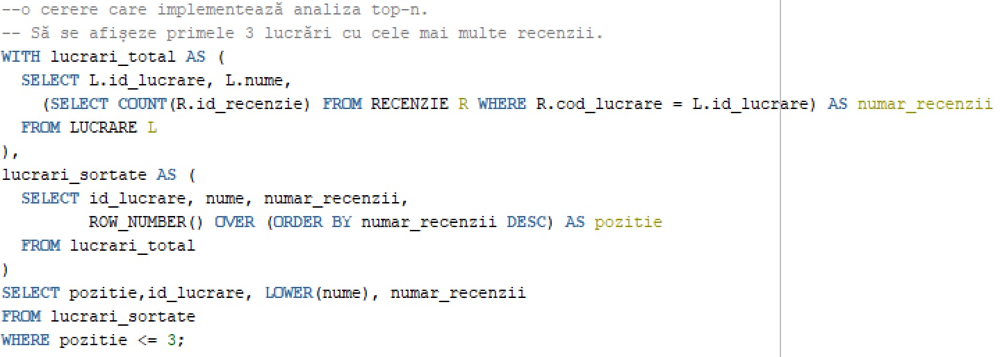 --o cerere care implementează analiza top-n.
-- Să se afișeze primele 3 lucrări cu cele mai multe recenzii.
WITH lucrari_total AS (
  SELECT L.id_lucrare, L.nume,
    (SELECT COUNT(R.id_recenzie) FROM RECENZIE R WHERE R.cod_lucrare = L.id_lucrare) AS numar_recenzii
  FROM LUCRARE L
),
lucrari_sortate AS (
  SELECT id_lucrare, nume, numar_recenzii,
         ROW_NUMBER() OVER (ORDER BY numar_recenzii DESC) AS pozitie
  FROM lucrari_total
)
SELECT pozitie,id_lucrare, LOWER(nume), numar_recenzii
FROM lucrari_sortate
WHERE pozitie <= 3;